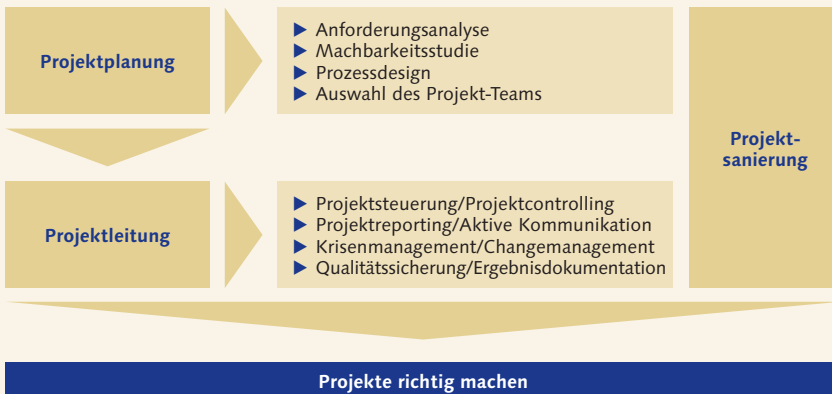 Projektplanung
▶ Anforderungsanalyse
▶ Machbarkeitsstudie
▶ Prozessdesign
▶ Auswahl des Projekt-Teams
Projektleitung
▶ Projektsteuerung/Projektcontrolling
▶ Projektreporting/Aktive Kommunikation
▶ Krisenmanagement/Changemanagement
▶ Qualitätssicherung/Ergebnisdokumentation
Projekt-
sanierung
Projekte richtig machen